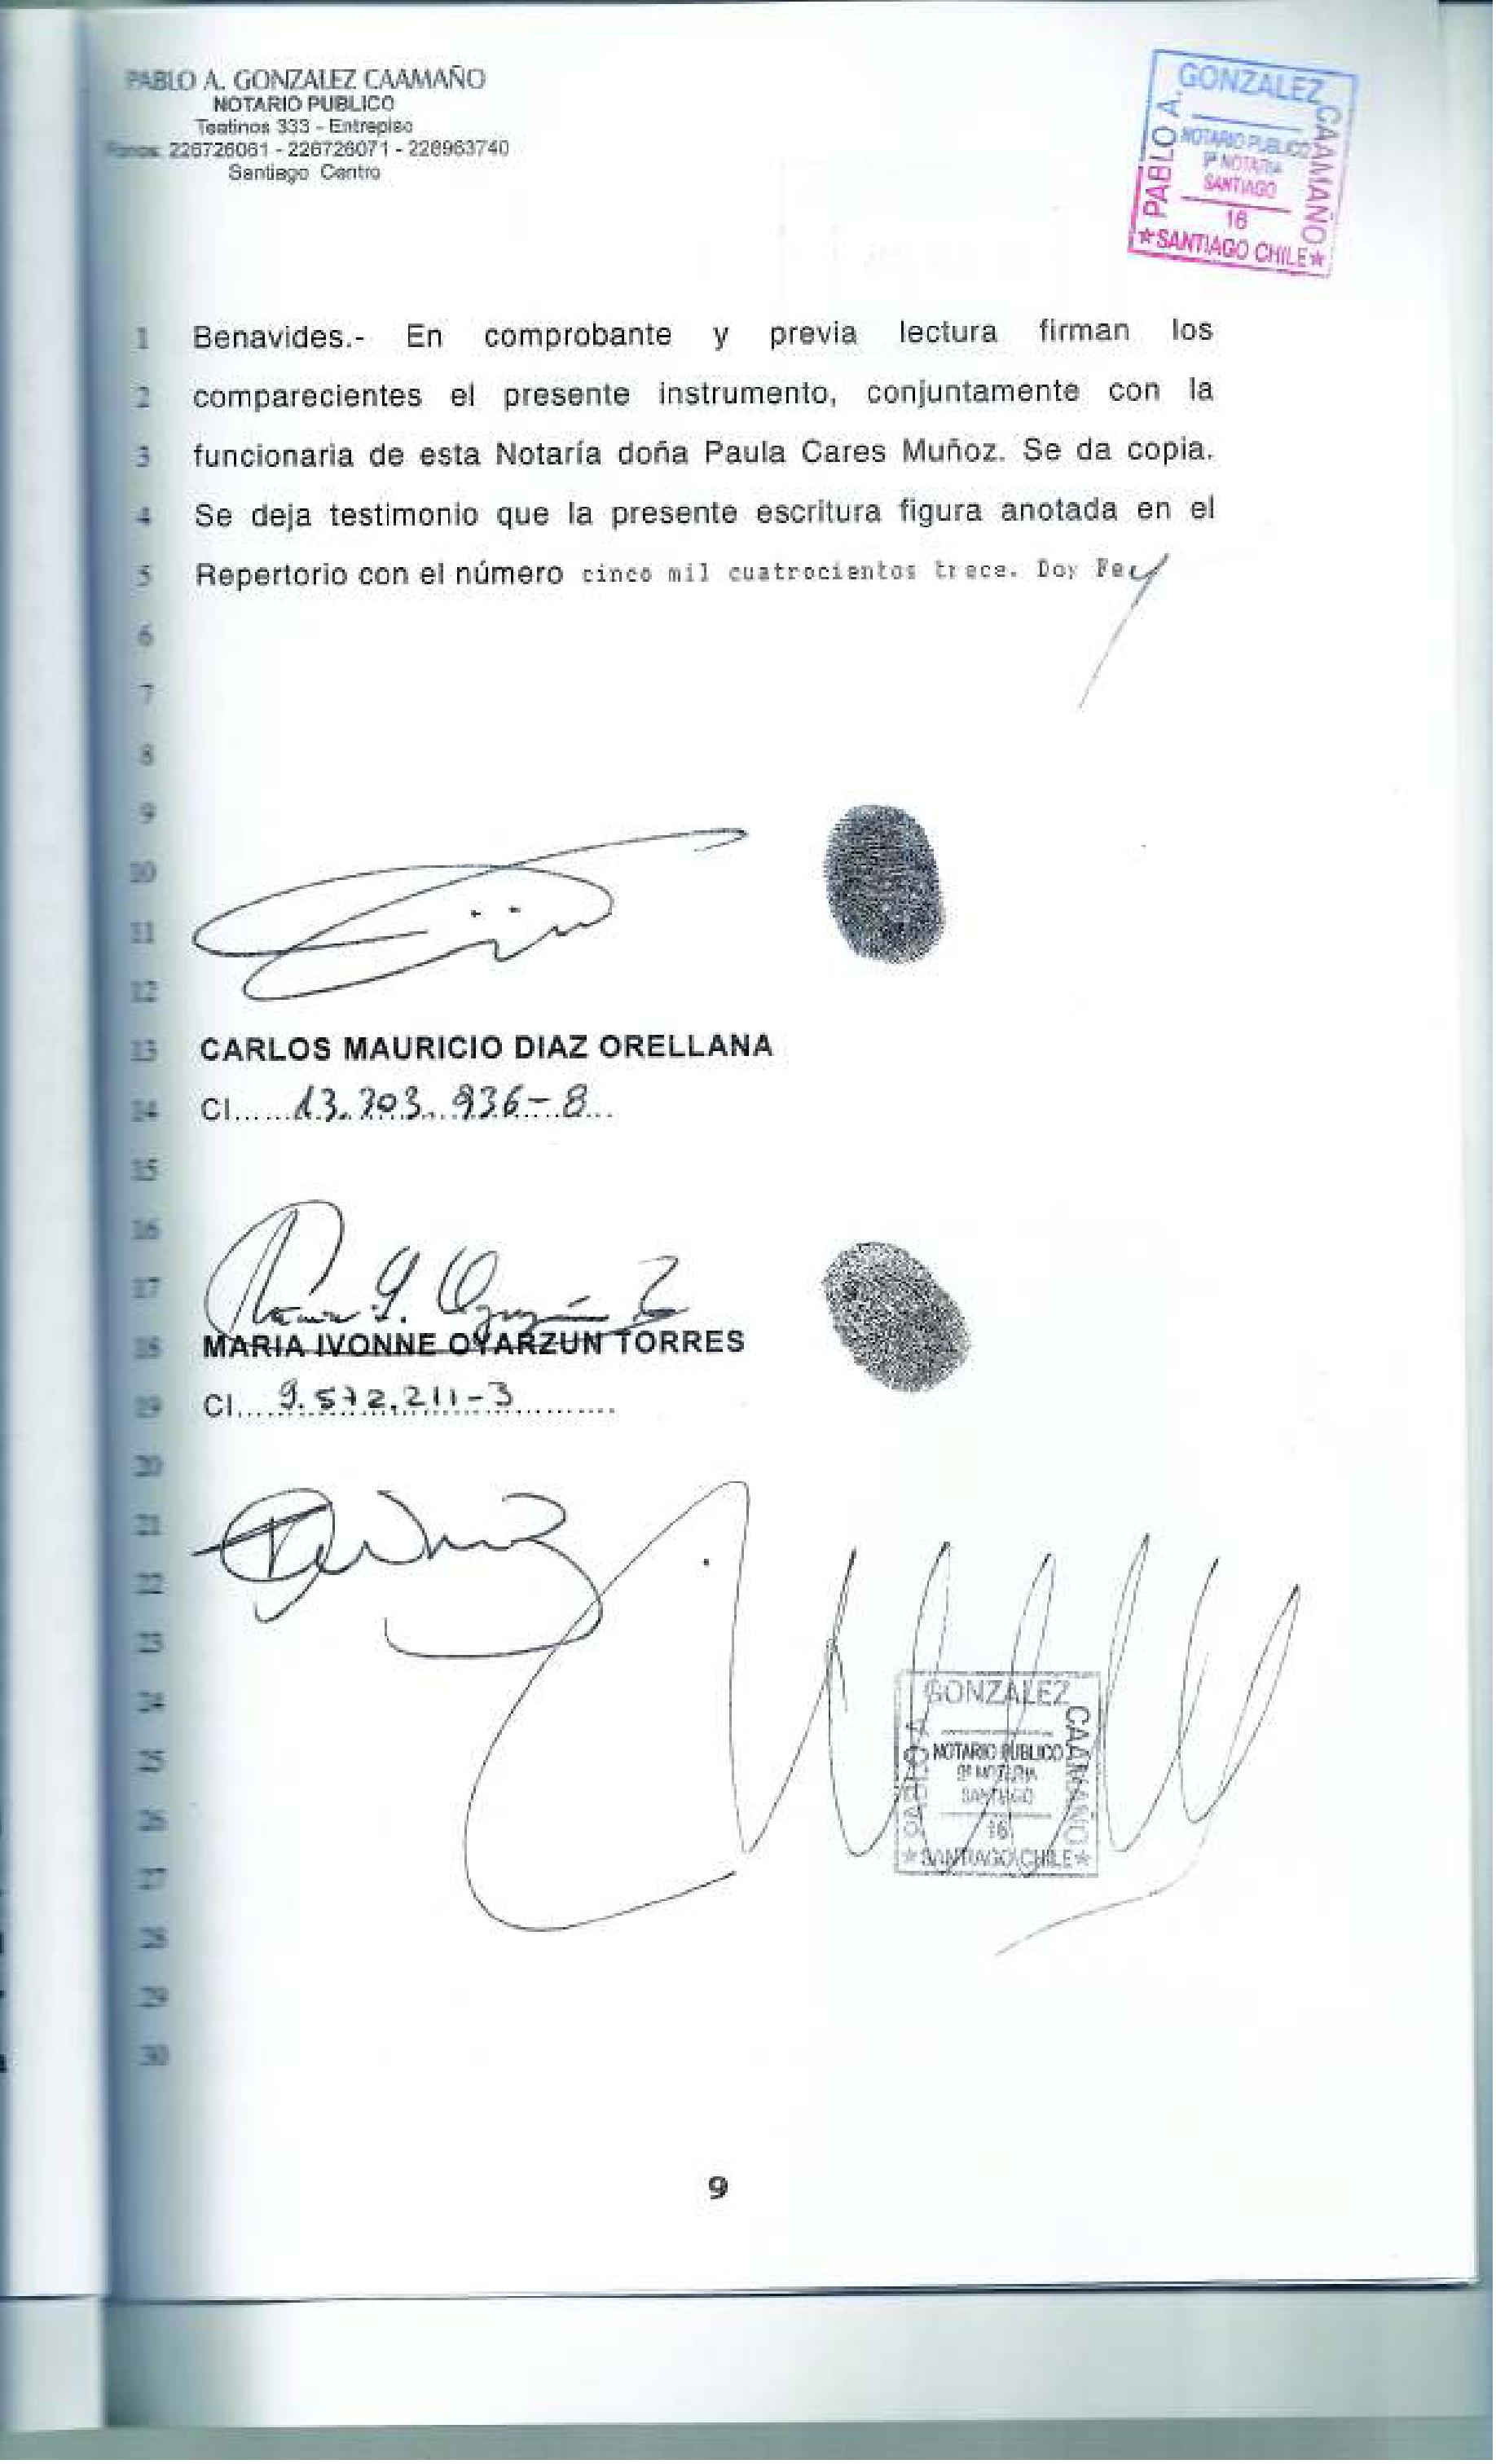 PABLO A. GONZALEZ CAAMAÑO
NOTARIO PUBLICO
Teatinos 333 - Entrepiso
Fonos: 226726061 - 226726071 - 226963740
Santiago Centro
PABLO A. GONZALEZ CAAMAÑO
NOTARIO PUBLICO
9ª NOTARIA
SANTIAGO
16
*SANTIAGO CHILE*
1 Benavides.- En comprobante y previa lectura firman los
2 comparecientes el presente instrumento, conjuntamente con la
3 funcionaria de esta Notaría doña Paula Cares Muñoz. Se da copia.
4 Se deja testimonio que la presente escritura figura anotada en el
5 Repertorio con el número cinco mil cuatrocientos trece. Doy Fe
6
7
8
9
10
11
12
13 CARLOS MAURICIO DIAZ ORELLANA
14 CI...... 13.703.936-8...
15
16
17
18 MARIA IVONNE OYARZUN TORRES
19 CI.... 9.572.211-3..........
20
21
22
23
24
25
26
27
28
29
30
PABLO A. GONZALEZ CAAMAÑO
NOTARIO PUBLICO
9ª NOTARIA
SANTIAGO
16
*SANTIAGO CHILE*
9